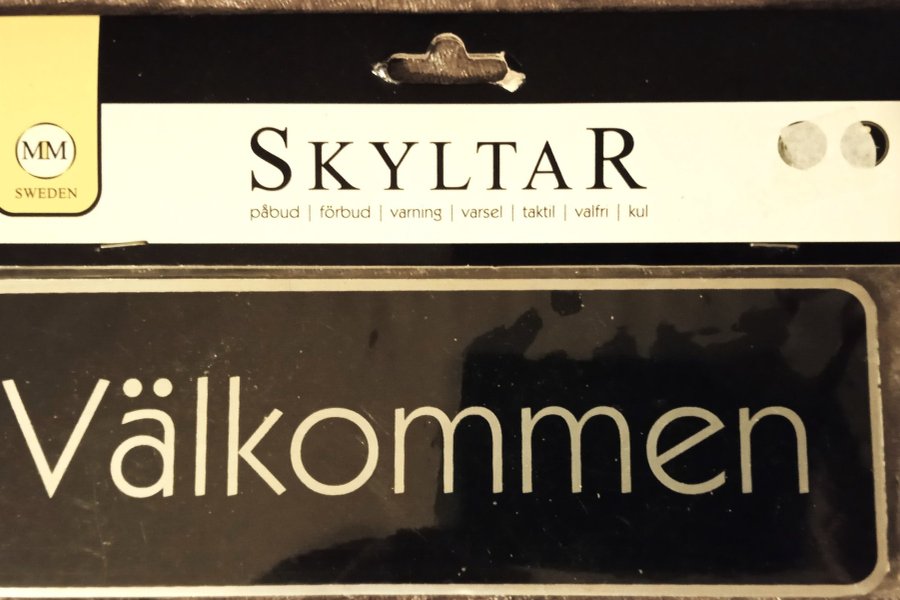 MM
SWEDEN
SKYLTAR
påbud | förbud | varning | varsel | taktil | valfri | kul
Välkommen